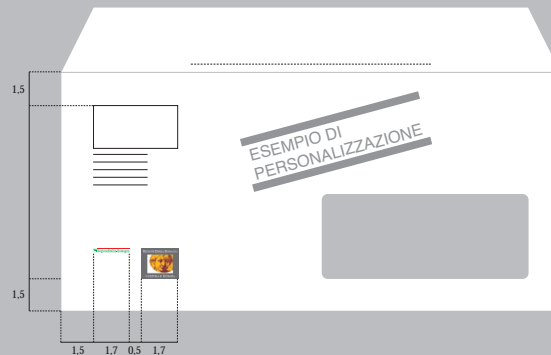 1,5
ESEMPIO DI
PERSONALIZZAZIONE
1,5
1,5 1,7 0,5 1,7